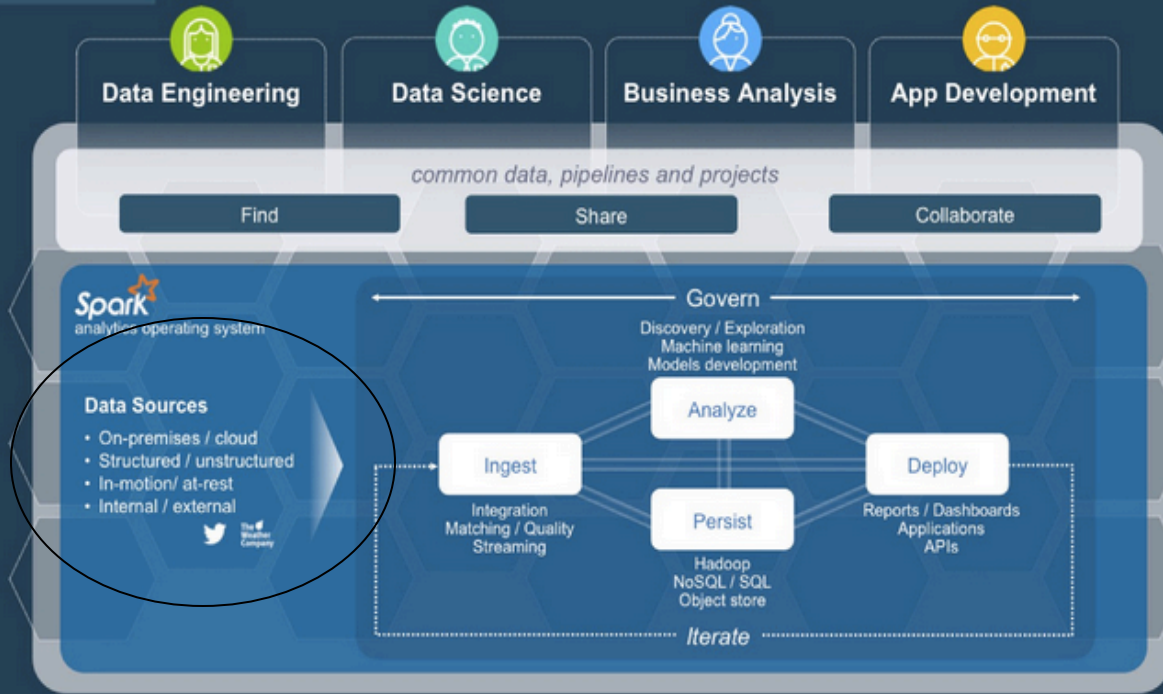 Data Engineering
Data Science
Business Analysis
App Development
common data, pipelines and projects
Find
Share
Collaborate
Spark
analytics operating system
Data Sources
• On-premises / cloud
• Structured / unstructured
• In-motion/ at-rest
• Internal / external
The
Weather
Company
Govern
Discovery / Exploration
Machine learning
Models development
Analyze
Ingest
Integration
Matching / Quality
Streaming
Persist
Hadoop
NoSQL / SQL
Object store
Deploy
Reports / Dashboards
Applications
APIs
Iterate